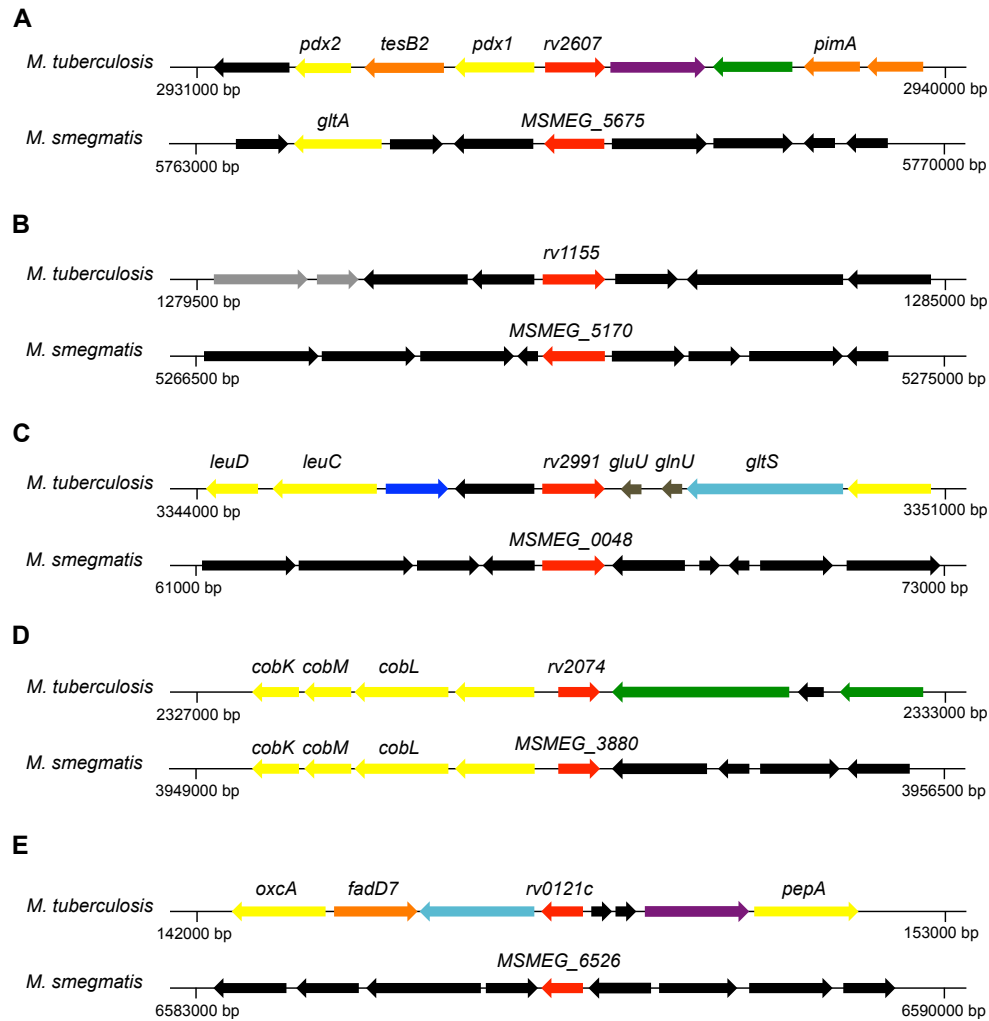 A
pdx2 tesB2 pdx1 rv2607 pimA
M. tuberculosis
2931000 bp 2940000 bp
gltA MSMEG_5675
M. smegmatis
5763000 bp 5770000 bp
B
rv1155
M. tuberculosis
1279500 bp 1285000 bp
MSMEG_5170
M. smegmatis
5266500 bp 5275000 bp
C
leuD leuC rv2991 gluU glnU gltS
M. tuberculosis
3344000 bp 3351000 bp
MSMEG_0048
M. smegmatis
61000 bp 73000 bp
D
cobK cobM cobL rv2074
M. tuberculosis
2327000 bp 2333000 bp
cobK cobM cobL MSMEG_3880
M. smegmatis
3949000 bp 3956500 bp
E
oxcA fadD7 rv0121c pepA
M. tuberculosis
142000 bp 153000 bp
MSMEG_6526
M. smegmatis
6583000 bp 6590000 bp